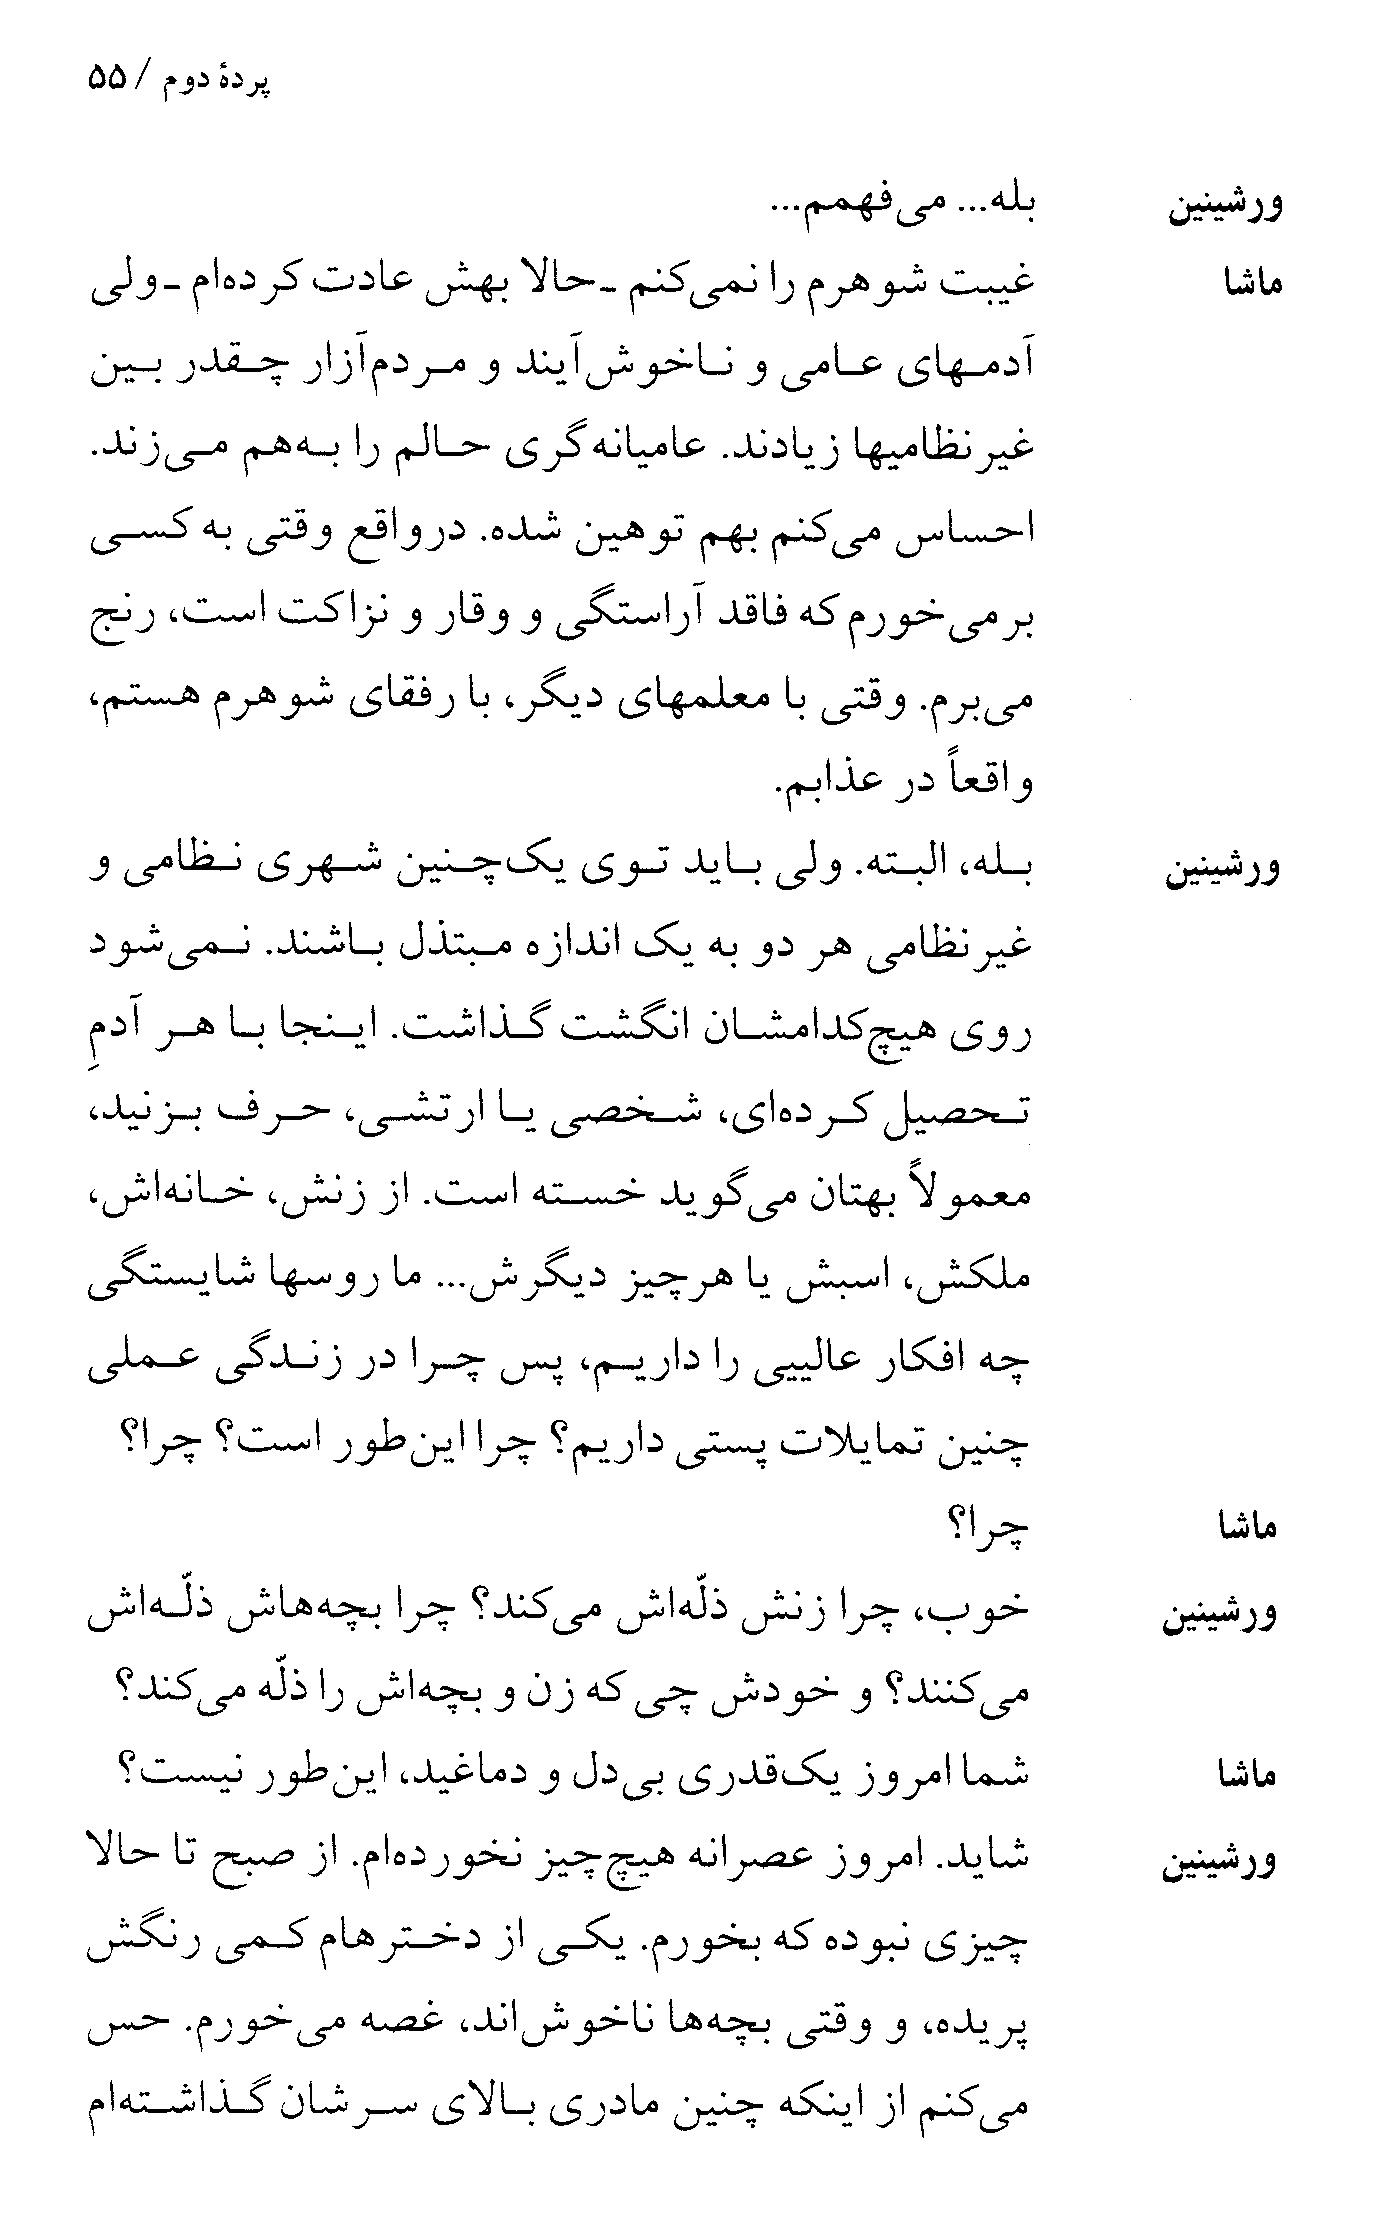 پردهٔ دوم / ۵۵
ورشینین بله... می‌فهمم...
ماشا غیبت شوهرم را نمی‌کنم -حالا بهش عادت کرده‌ام -ولی
آدمهای عامی و ناخوش‌آیند و مردم‌آزار چقدر بین
غیرنظامیها زیادند. عامیانه‌گری حالم را به‌هم می‌زند.
احساس می‌کنم بهم توهین شده. درواقع وقتی به کسی
برمی‌خورم که فاقد آراستگی و وقار و نزاکت است، رنج
می‌برم. وقتی با معلمهای دیگر، با رفقای شوهرم هستم،
واقعاً در عذابم.
ورشینین بله، البته. ولی باید توی یک‌چنین شهری نظامی و
غیرنظامی هر دو به یک اندازه مبتذل باشند. نمی‌شود
روی هیچ‌کدامشان انگشت گذاشت. اینجا با هر آدمِ
تحصیل کرده‌ای، شخصی یا ارتشی، حرف بزنید،
معمولاً بهتان می‌گوید خسته است. از زنش، خانه‌اش،
ملکش، اسبش یا هرچیز دیگرش... ما روسها شایستگی
چه افکار عالییی را داریم، پس چرا در زندگی عملی
چنین تمایلات پستی داریم؟ چرا این‌طور است؟ چرا؟
ماشا چرا؟
ورشینین خوب، چرا زنش ذلّه‌اش می‌کند؟ چرا بچه‌هاش ذلّه‌اش
می‌کنند؟ و خودش چی که زن و بچه‌اش را ذلّه می‌کند؟
ماشا شما امروز یک‌قدری بی‌دل و دماغید، این‌طور نیست؟
ورشینین شاید. امروز عصرانه هیچ‌چیز نخورده‌ام. از صبح تا حالا
چیزی نبوده که بخورم. یکی از دخترهام کمی رنگش
پریده، و وقتی بچه‌ها ناخوش‌اند، غصه می‌خورم. حس
می‌کنم از اینکه چنین مادری بالای سرشان گذاشته‌ام